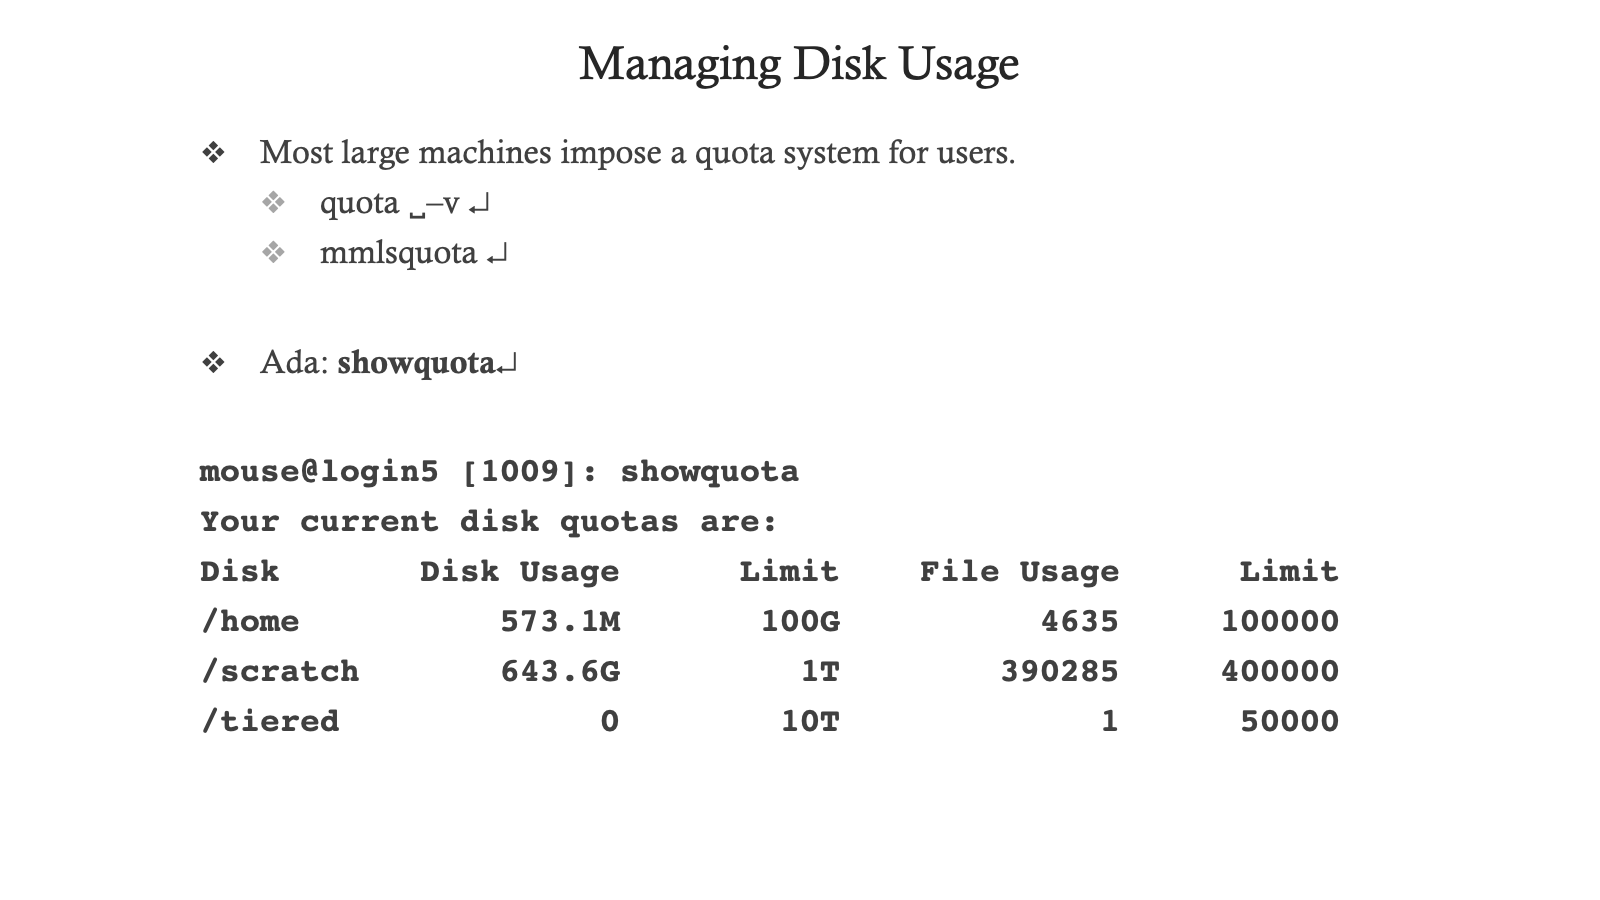 Managing Disk Usage
❖ Most large machines impose a quota system for users.
❖ quota ␣–v ↵
❖ mmlsquota ↵
❖ Ada: showquota↵
mouse@login5 [1009]: showquota
Your current disk quotas are:
Disk Disk Usage Limit File Usage Limit
/home 573.1M 100G 4635 100000
/scratch 643.6G 1T 390285 400000
/tiered 0 10T 1 50000